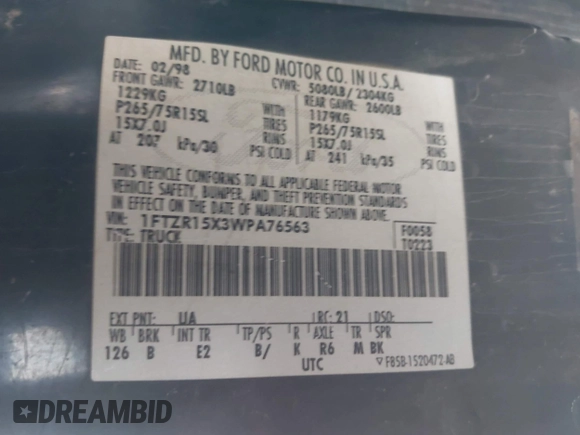 MFD. BY FORD MOTOR CO. IN U.S.A.
DATE: 02/98 GVWR: 5080LB/ 2304KG
FRONT GAWR: 2710LB REAR GAWR: 2600LB
1229KG WITH 1179KG WITH
P265/75R15SL TIRES P265/75R15SL TIRES
15X7.0J RIMS 15X7.0J RIMS
AT 207 kPa/30 PSI COLD AT 241 kPa/35 PSI COLD
THIS VEHICLE CONFORMS TO ALL APPLICABLE FEDERAL MOTOR
VEHICLE SAFETY, BUMPER, AND THEFT PREVENTION STANDARDS
IN EFFECT ON THE DATE OF MANUFACTURE SHOWN ABOVE.
VIN: 1FTZR15X3WPA76563 F0058
TYPE: TRUCK T0223
EXT PNT: UA RC: 21 DSO:
WB BRK INT TR TP/PS R AXLE TR SPR
126 B E2 B/ K R6 M BK
UTC F85B-1520472-AB
DREAMBID